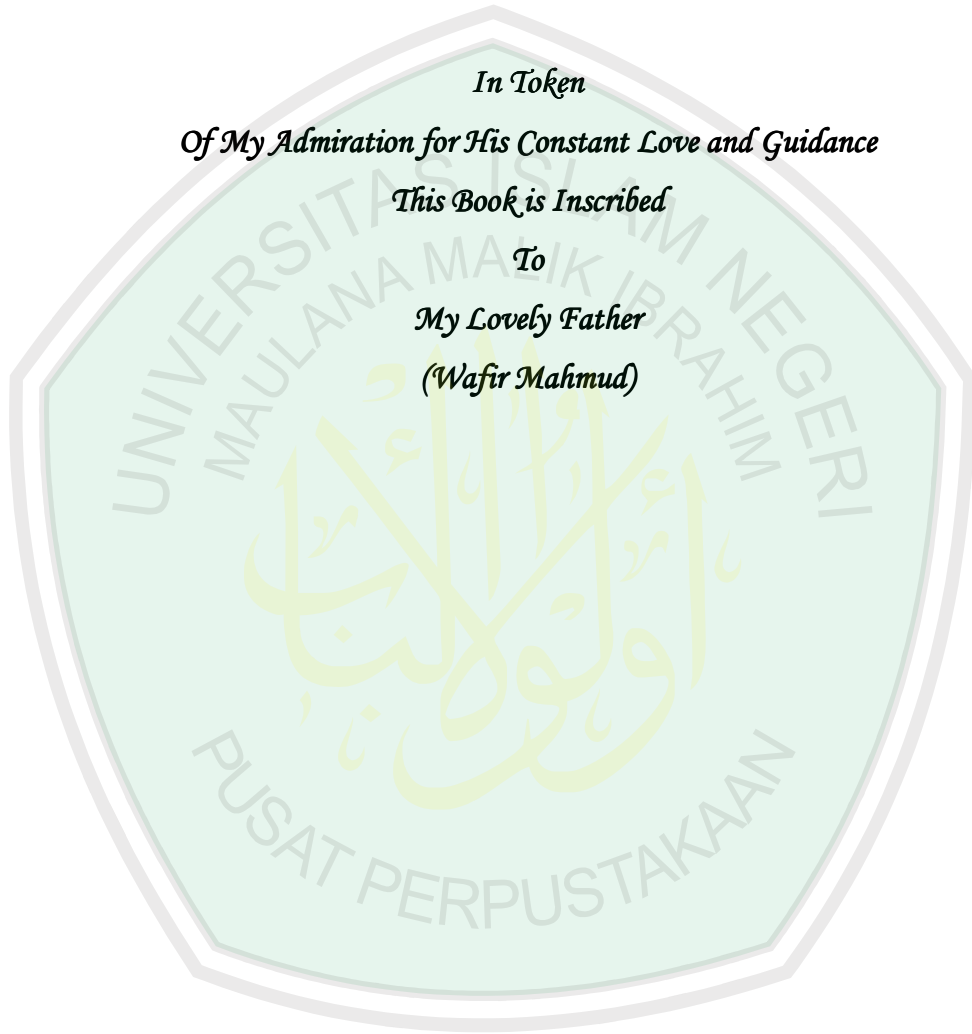 In Token
Of My Admiration for His Constant Love and Guidance
This Book is Inscribed
To
My Lovely Father
(Wafir Mahmud)
UNIVERSITAS ISLAM NEGERI
MAULANA MALIK IBRAHIM
PUSAT PERPUSTAKAAN